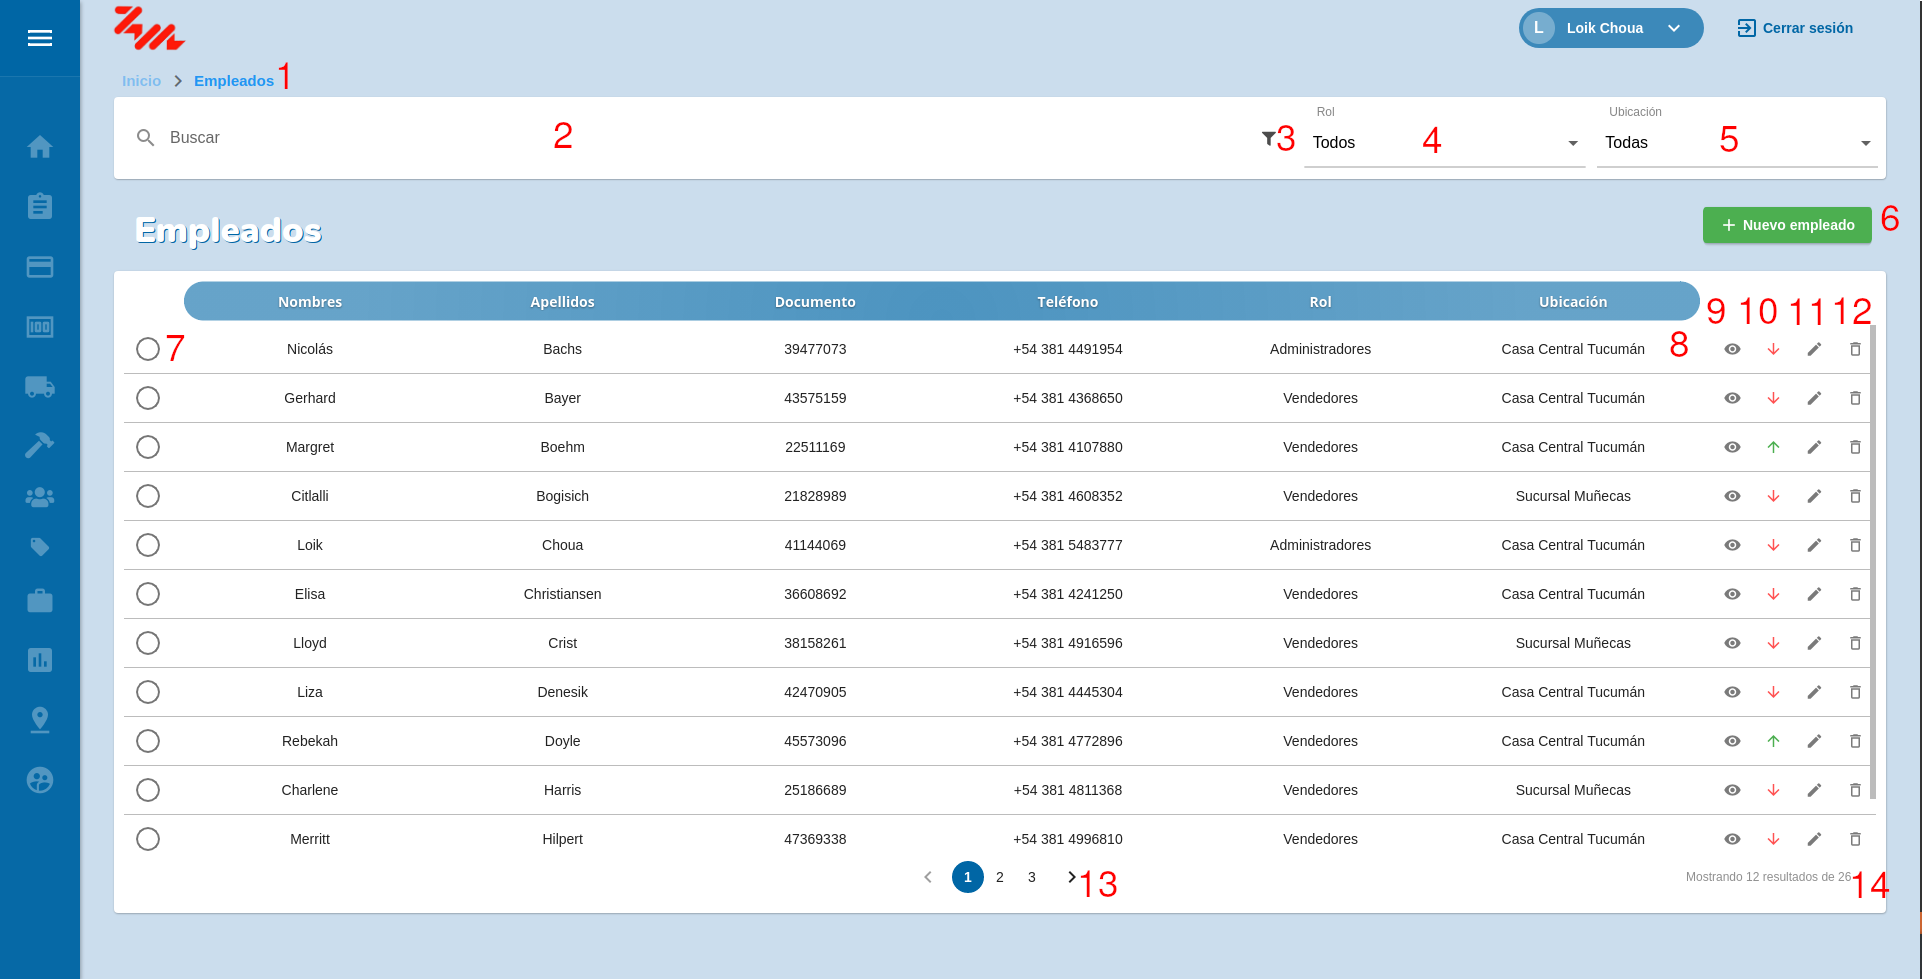 L Loik Choua Cerrar sesión
Inicio Empleados 1
Buscar 2 3 Rol Todos 4 Ubicación Todas 5
Empleados
Nuevo empleado 6
Nombres Apellidos Documento Teléfono Rol Ubicación 9 10 11 12
7 Nicolás Bachs 39477073 +54 381 4491954 Administradores Casa Central Tucumán 8
Gerhard Bayer 43575159 +54 381 4368650 Vendedores Casa Central Tucumán
Margret Boehm 22511169 +54 381 4107880 Vendedores Casa Central Tucumán
Citlalli Bogisich 21828989 +54 381 4608352 Vendedores Sucursal Muñecas
Loik Choua 41144069 +54 381 5483777 Administradores Casa Central Tucumán
Elisa Christiansen 36608692 +54 381 4241250 Vendedores Casa Central Tucumán
Lloyd Crist 38158261 +54 381 4916596 Vendedores Sucursal Muñecas
Liza Denesik 42470905 +54 381 4445304 Vendedores Casa Central Tucumán
Rebekah Doyle 45573096 +54 381 4772896 Vendedores Casa Central Tucumán
Charlene Harris 25186689 +54 381 4811368 Vendedores Sucursal Muñecas
Merritt Hilpert 47369338 +54 381 4996810 Vendedores Casa Central Tucumán
1 2 3 13 Mostrando 12 resultados de 26 14